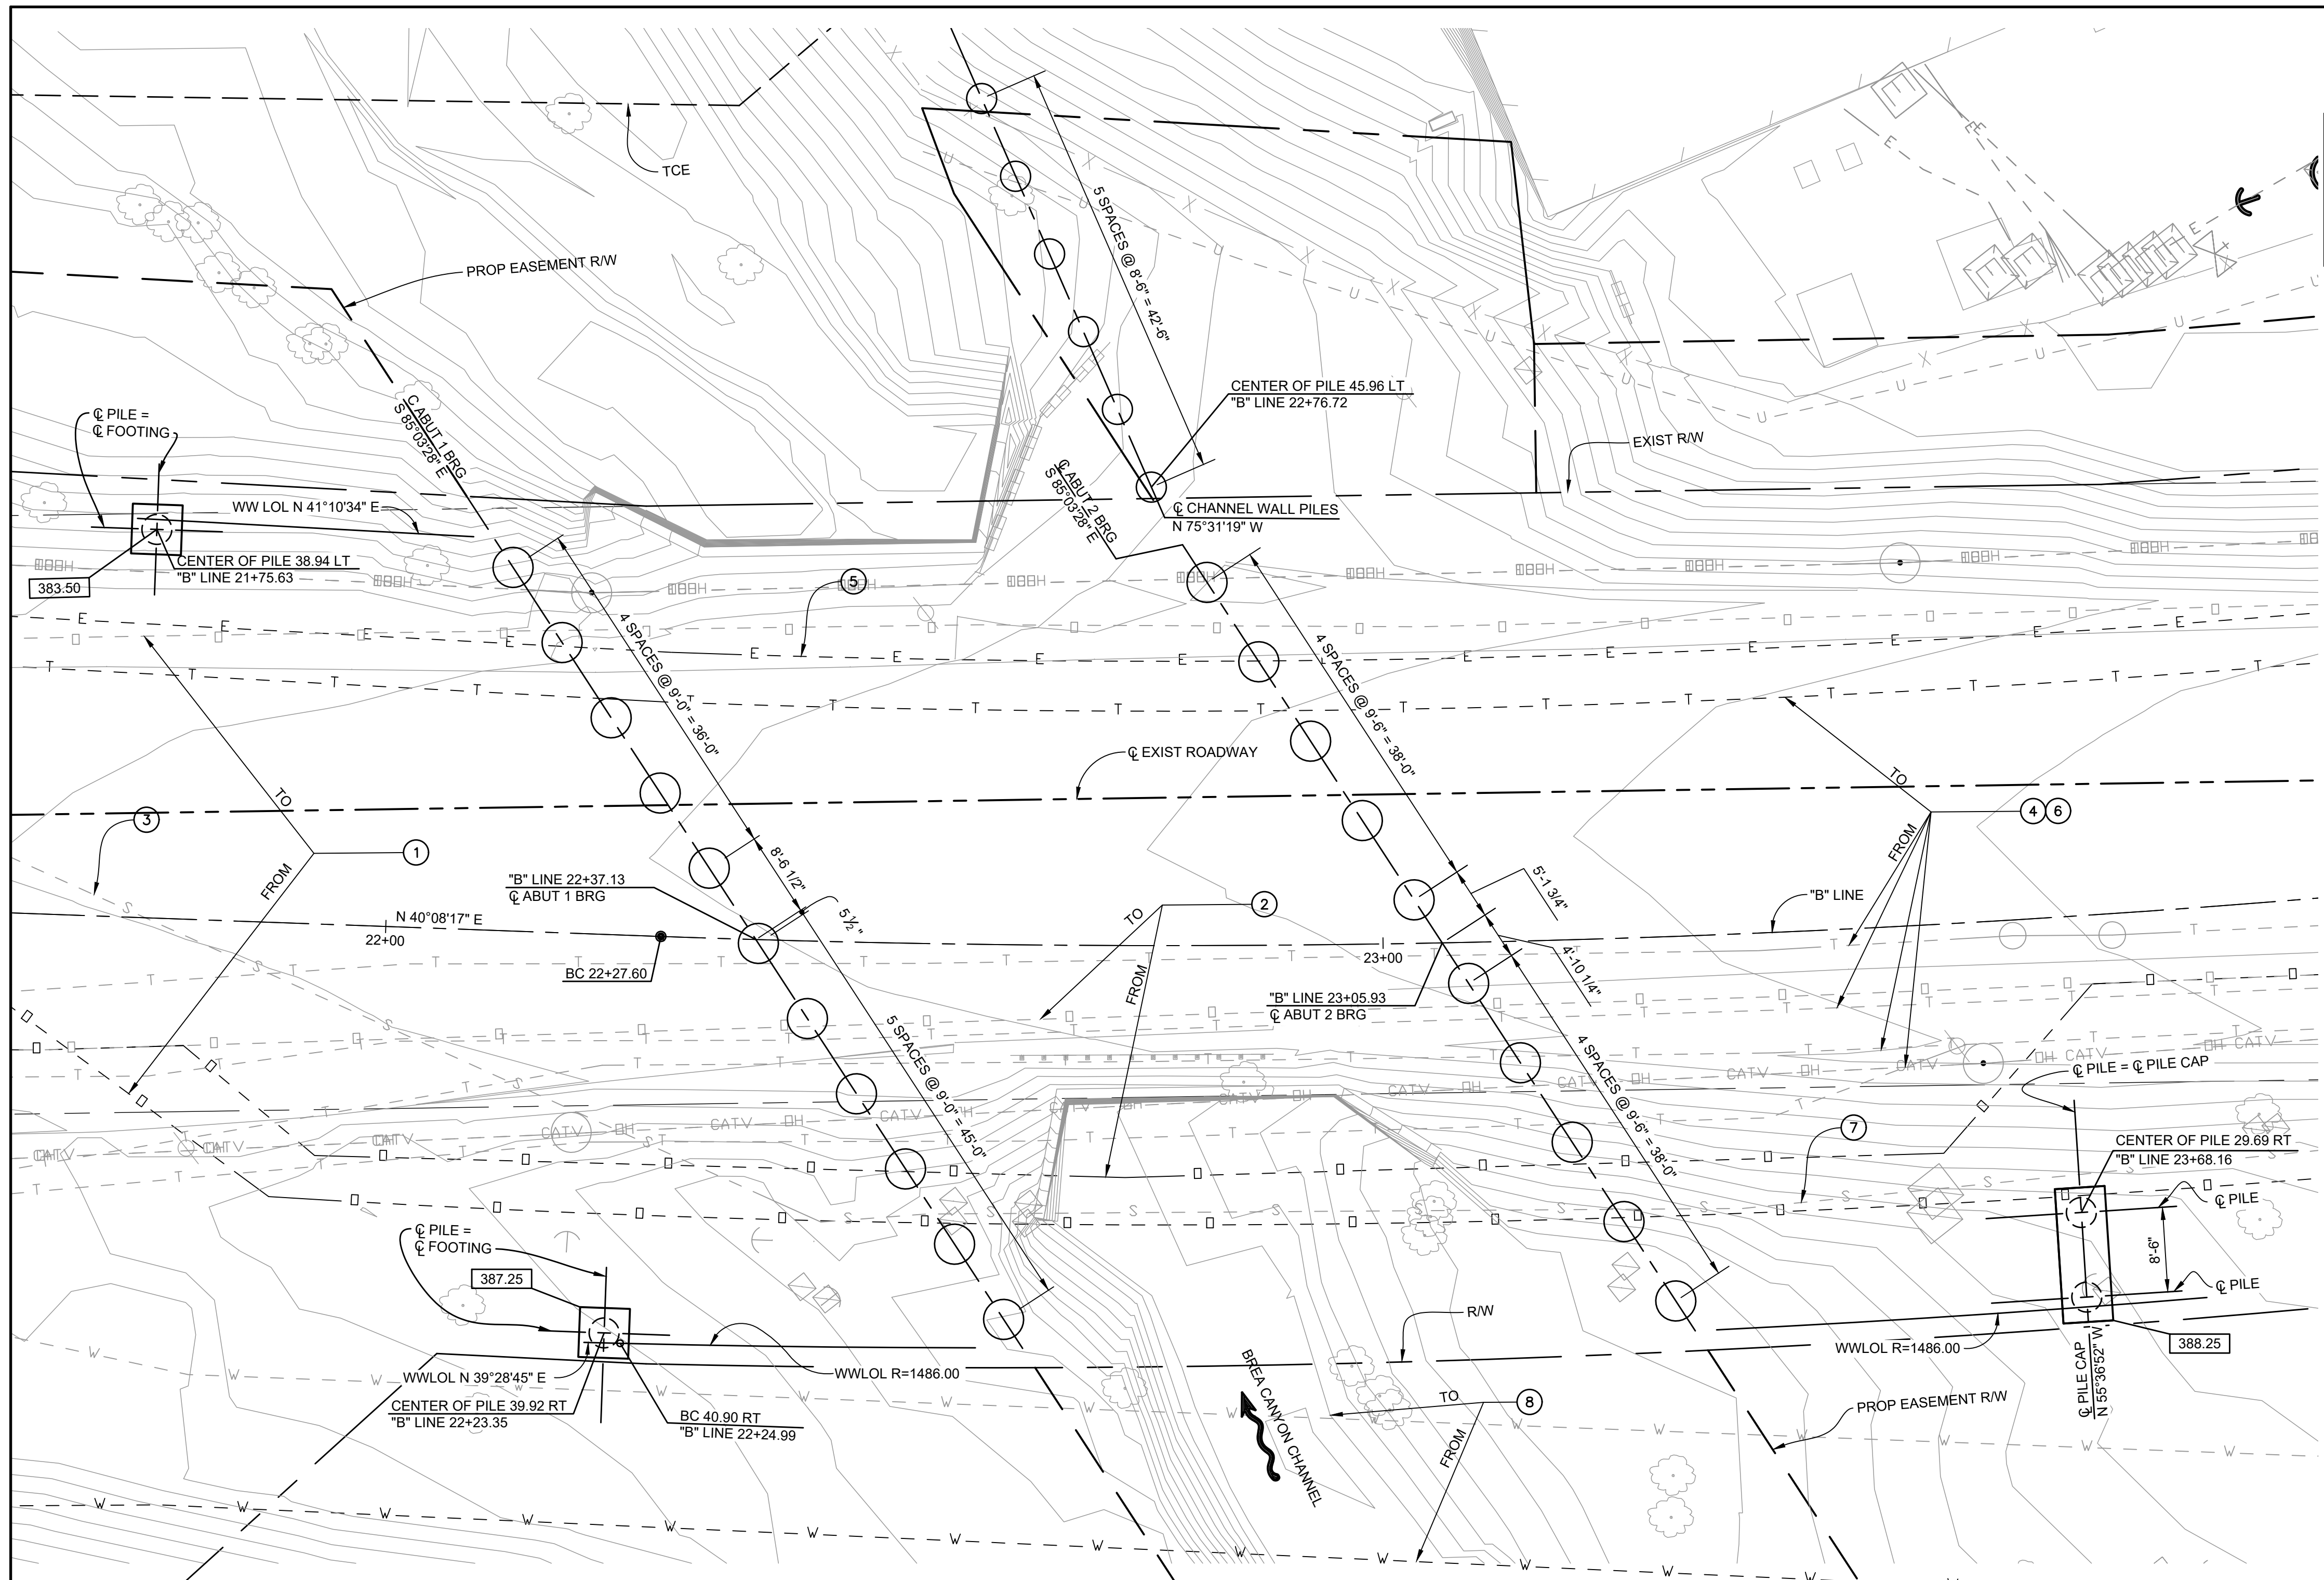 TCE
PROP EASEMENT R/W
5 SPACES @ 8'-6" = 42'-6"
CENTER OF PILE 45.96 LT
"B" LINE 22+76.72
EXIST R/W
℄ PILE =
℄ FOOTING
℄ ABUT 1 BRG
S 85°03'28" E
WW LOL N 41°10'34" E
CENTER OF PILE 38.94 LT
"B" LINE 21+75.63
383.50
℄ ABUT 2 BRG
S 85°03'28" E
℄ CHANNEL WALL PILES
N 75°31'19" W
5
4 SPACES @ 9'-0" = 36'-0"
4 SPACES @ 9'-6" = 38'-0"
℄ EXIST ROADWAY
TO
3
1
FROM
TO
4
6
FROM
8'-6 1/2"
5 ½"
"B" LINE 22+37.13
℄ ABUT 1 BRG
N 40°08'17" E
22+00
BC 22+27.60
TO
2
FROM
5'-1 3/4"
"B" LINE
23+00
4'-10 1/4"
"B" LINE 23+05.93
℄ ABUT 2 BRG
5 SPACES @ 9'-0" = 45'-0"
4 SPACES @ 9'-6" = 38'-0"
℄ PILE = ℄ PILE CAP
7
CENTER OF PILE 29.69 RT
"B" LINE 23+68.16
℄ PILE
8'-6"
℄ PILE
℄ PILE =
℄ FOOTING
387.25
R/W
WWLOL R=1486.00
388.25
WWLOL N 39°28'45" E
WWLOL R=1486.00
CENTER OF PILE 39.92 RT
"B" LINE 22+23.35
BC 40.90 RT
"B" LINE 22+24.99
BREA CANYON CHANNEL
TO
8
FROM
PROP EASEMENT R/W
℄ PILE CAP
N 55°36'52" W